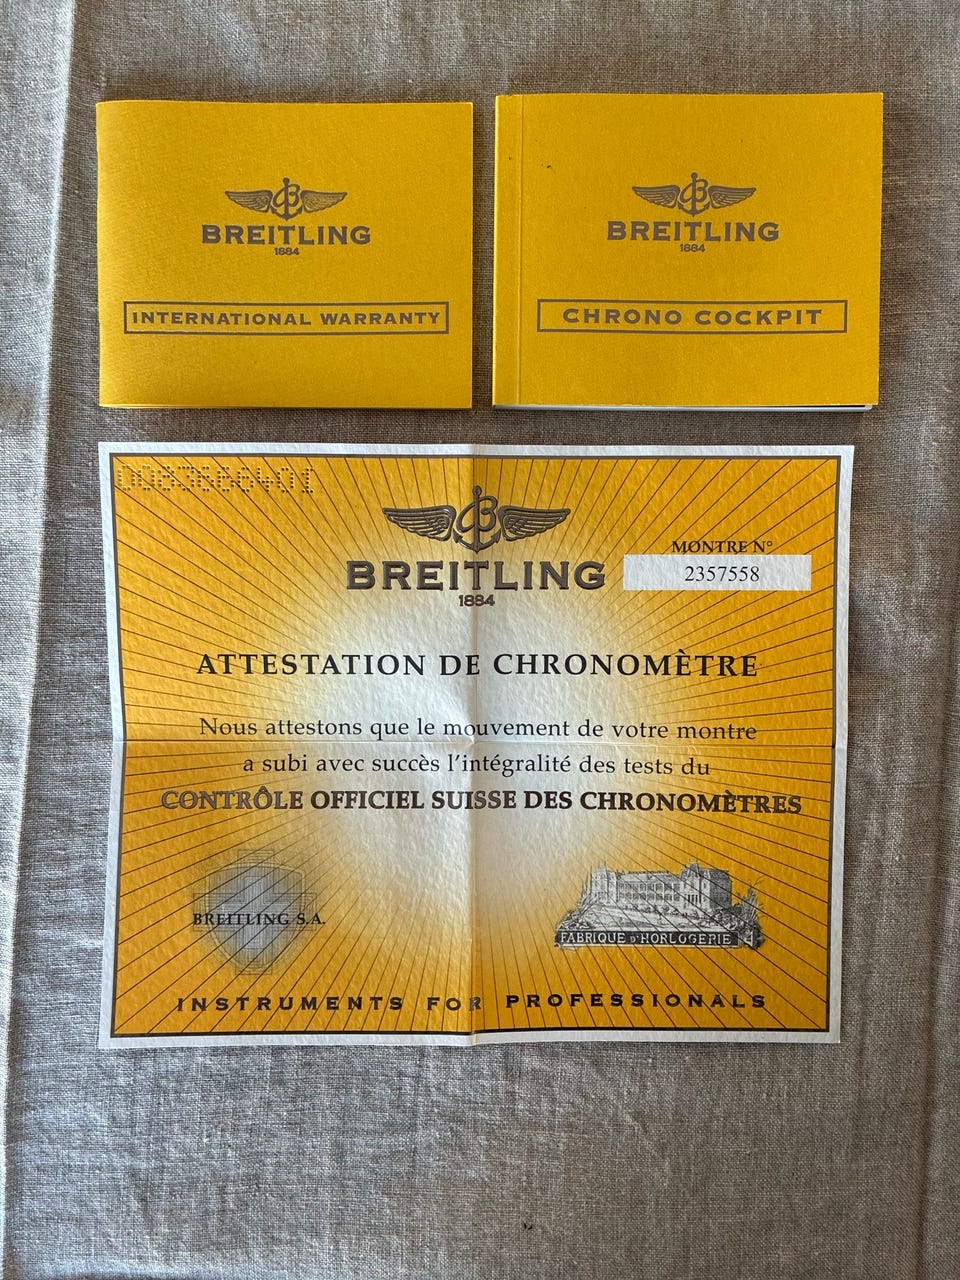 BREITLING
1884
INTERNATIONAL WARRANTY
BREITLING
1884
CHRONO COCKPIT
B
BREITLING
1884
MONTRE N°
2357558
ATTESTATION DE CHRONOMÈTRE
Nous attestons que le mouvement de votre montre
a subi avec succès l'intégralité des tests du
CONTRÔLE OFFICIEL SUISSE DES CHRONOMÈTRES
BREITLING S.A.
FABRIQUE D'HORLOGERIE
INSTRUMENTS FOR PROFESSIONALS